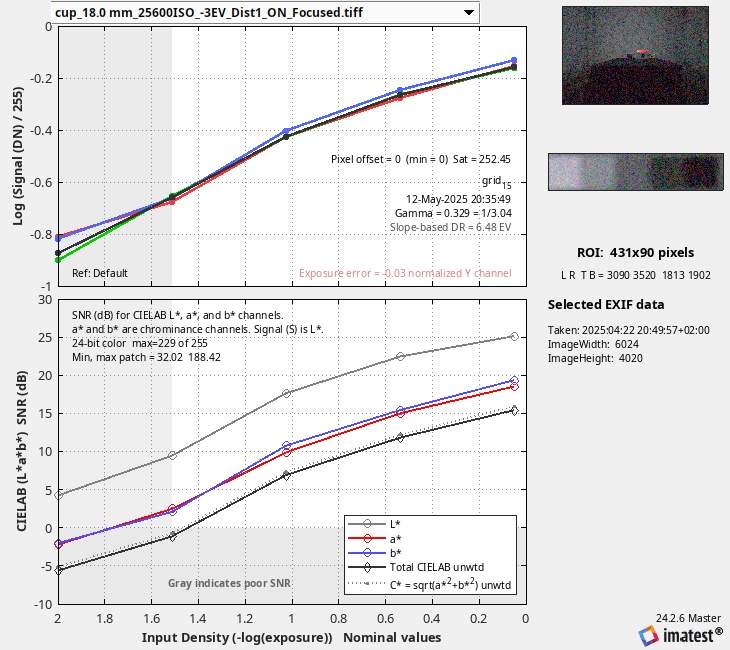 cup_18.0 mm_25600ISO_-3EV_Dist1_ON_Focused.tiff
0
-0.2
-0.4
-0.6
-0.8
-1
Log (Signal (DN) / 255)
Pixel offset = 0 (min = 0) Sat = 252.45
grid_15
12-May-2025 20:35:49
Gamma = 0.329 = 1/3.04
Slope-based DR = 6.48 EV
Ref: Default
Exposure error = -0.03 normalized Y channel
ROI: 431x90 pixels
L R T B = 3090 3520 1813 1902
Selected EXIF data
Taken: 2025:04:22 20:49:57+02:00
ImageWidth: 6024
ImageHeight: 4020
30
25
20
15
10
5
0
-5
-10
CIELAB (L*a*b*) SNR (dB)
SNR (dB) for CIELAB L*, a*, and b* channels.
a* and b* are chrominance channels. Signal (S) is L*.
24-bit color max=229 of 255
Min, max patch = 32.02 188.42
L*
a*
b*
Total CIELAB unwtd
C* = sqrt(a*²+b*²) unwtd
Gray indicates poor SNR
2 1.8 1.6 1.4 1.2 1 0.8 0.6 0.4 0.2 0
Input Density (-log(exposure)) Nominal values
24.2.6 Master
imatest®